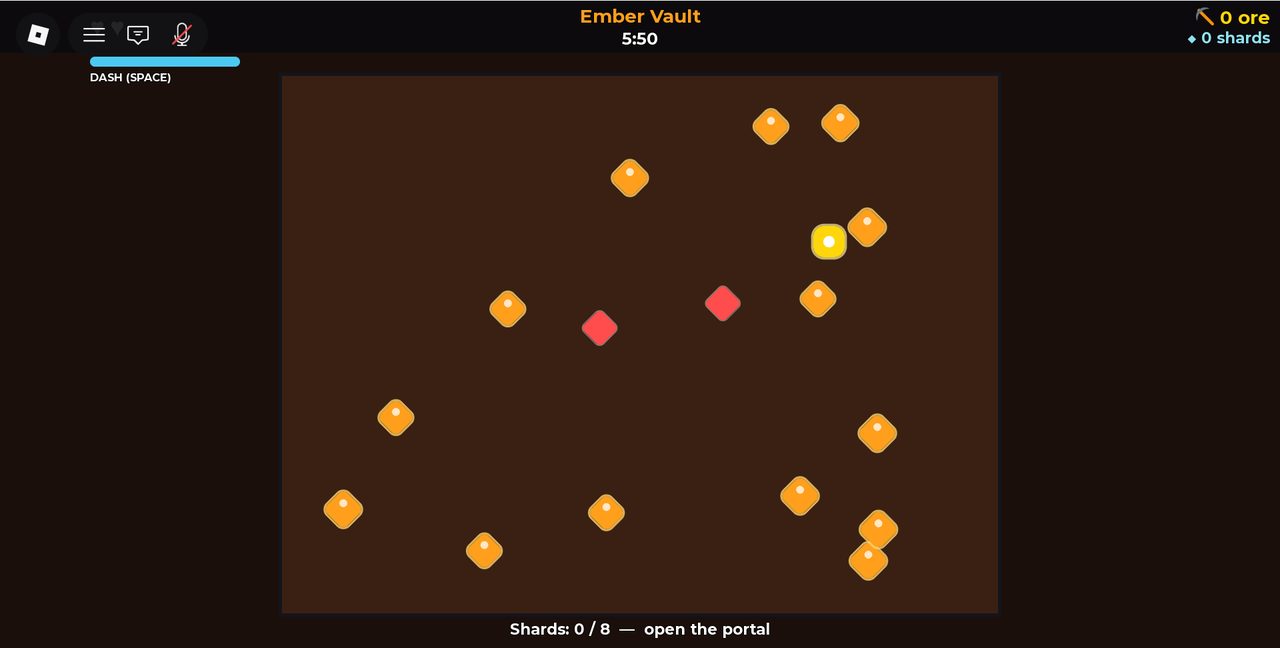 Ember Vault
5:50
0 ore
0 shards
DASH (SPACE)
Shards: 0 / 8 — open the portal